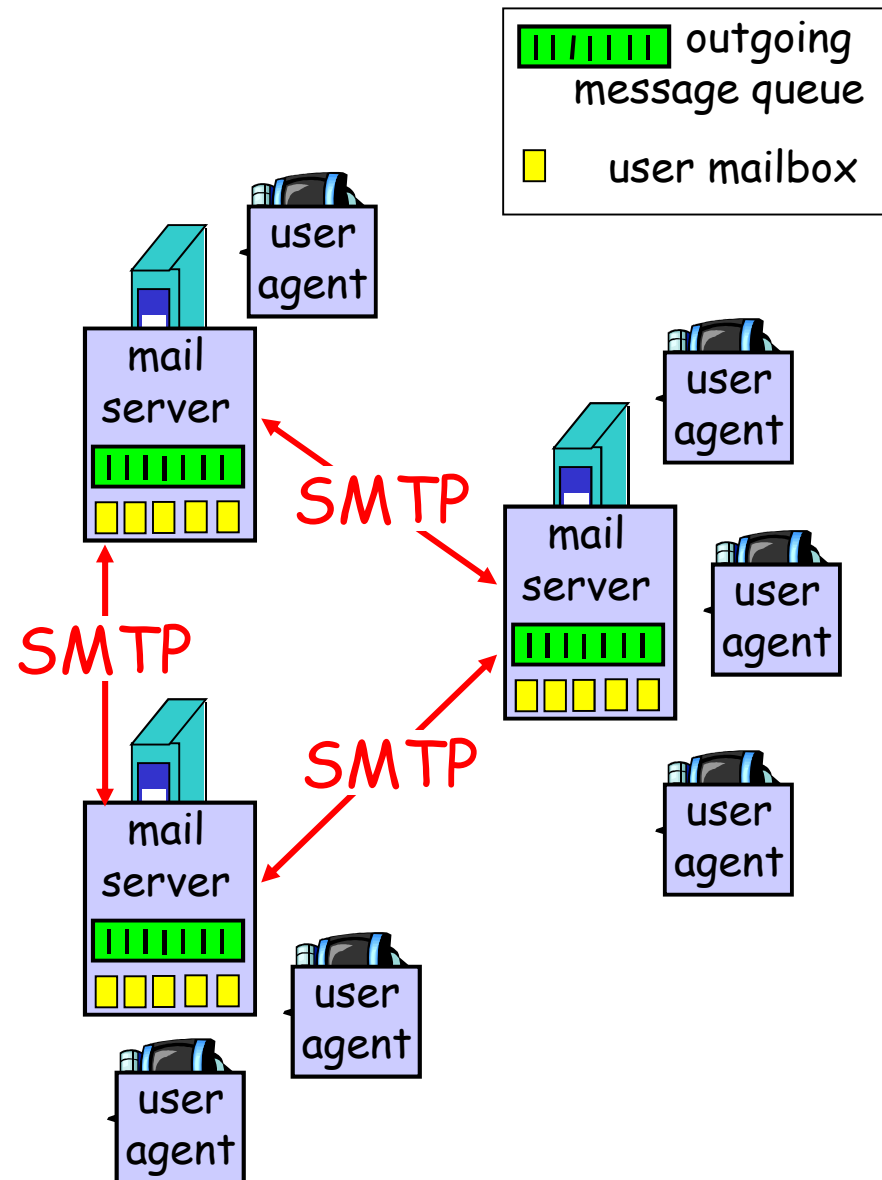 outgoing
message queue
user mailbox
user
agent
mail
server
user
agent
SMTP
mail
server
user
agent
SMTP
SMTP
user
agent
mail
server
user
agent
user
agent